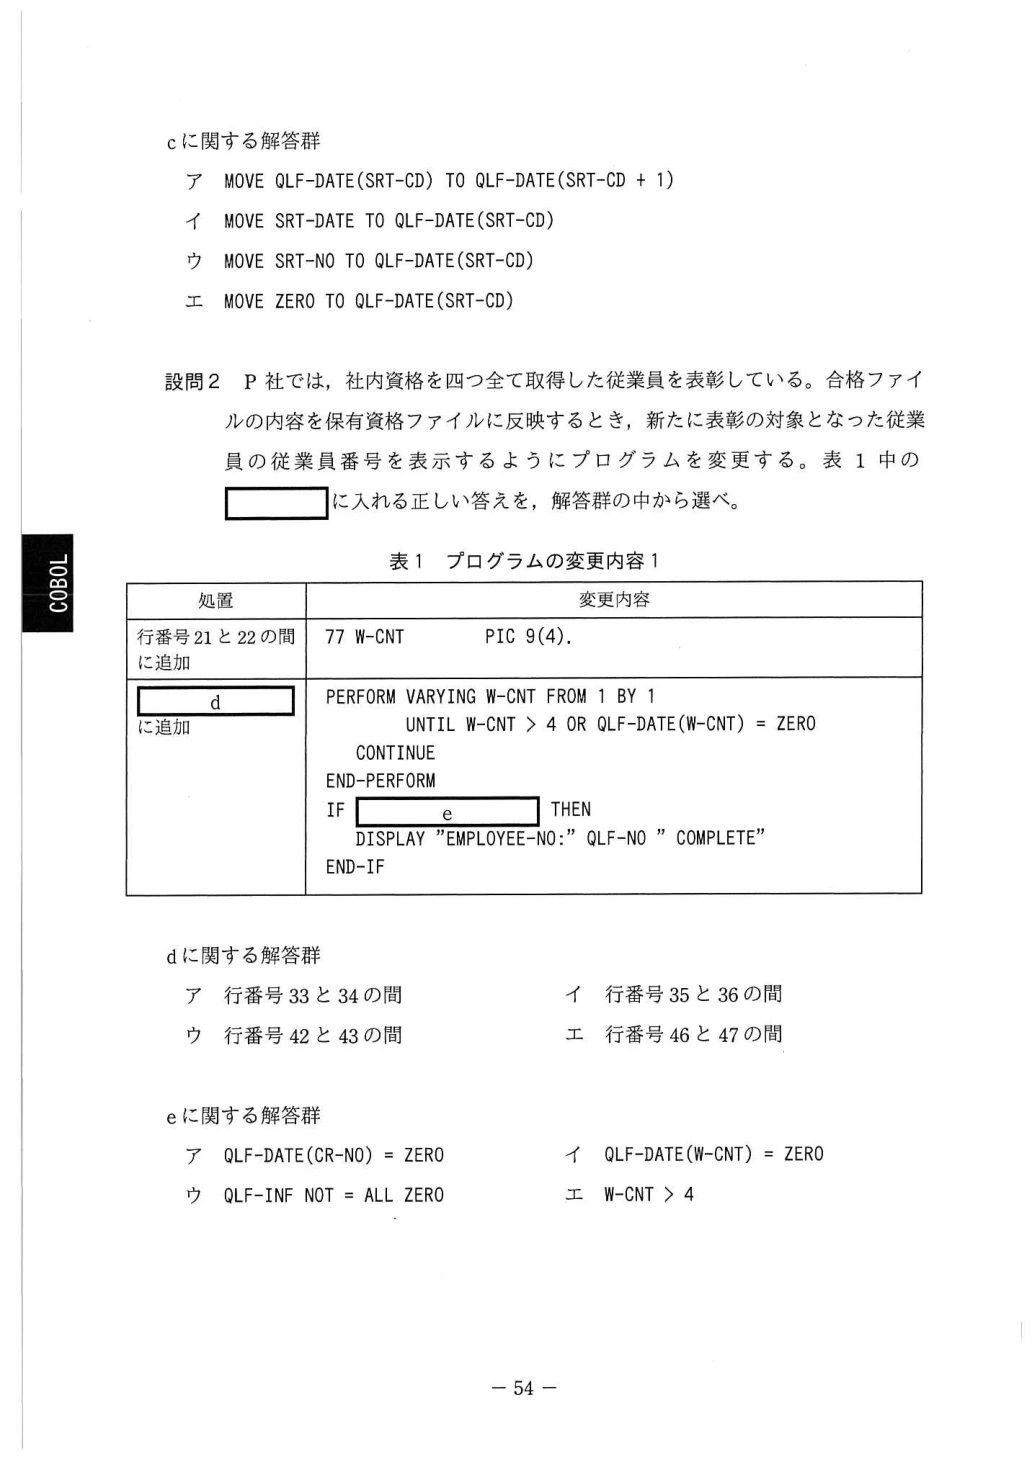 cに関する解答群
ア MOVE QLF-DATE(SRT-CD) TO QLF-DATE(SRT-CD + 1)
イ MOVE SRT-DATE TO QLF-DATE(SRT-CD)
ウ MOVE SRT-NO TO QLF-DATE(SRT-CD)
エ MOVE ZERO TO QLF-DATE(SRT-CD)
設問2 P 社では，社内資格を四つ全て取得した従業員を表彰している。合格ファイ
ルの内容を保有資格ファイルに反映するとき，新たに表彰の対象となった従業
員の従業員番号を表示するようにプログラムを変更する。表 1 中の
に入れる正しい答えを，解答群の中から選べ。
COBOL
表1 プログラムの変更内容1
処置 変更内容
行番号21と22の間
に追加
77 W-CNT PIC 9(4).
d
に追加
PERFORM VARYING W-CNT FROM 1 BY 1
UNTIL W-CNT > 4 OR QLF-DATE(W-CNT) = ZERO
CONTINUE
END-PERFORM
IF e THEN
DISPLAY ”EMPLOYEE-NO:” QLF-NO ” COMPLETE”
END-IF
dに関する解答群
ア 行番号33と34の間 イ 行番号35と36の間
ウ 行番号42と43の間 エ 行番号46と47の間
eに関する解答群
ア QLF-DATE(CR-NO) = ZERO イ QLF-DATE(W-CNT) = ZERO
ウ QLF-INF NOT = ALL ZERO エ W-CNT > 4
－ 54 －